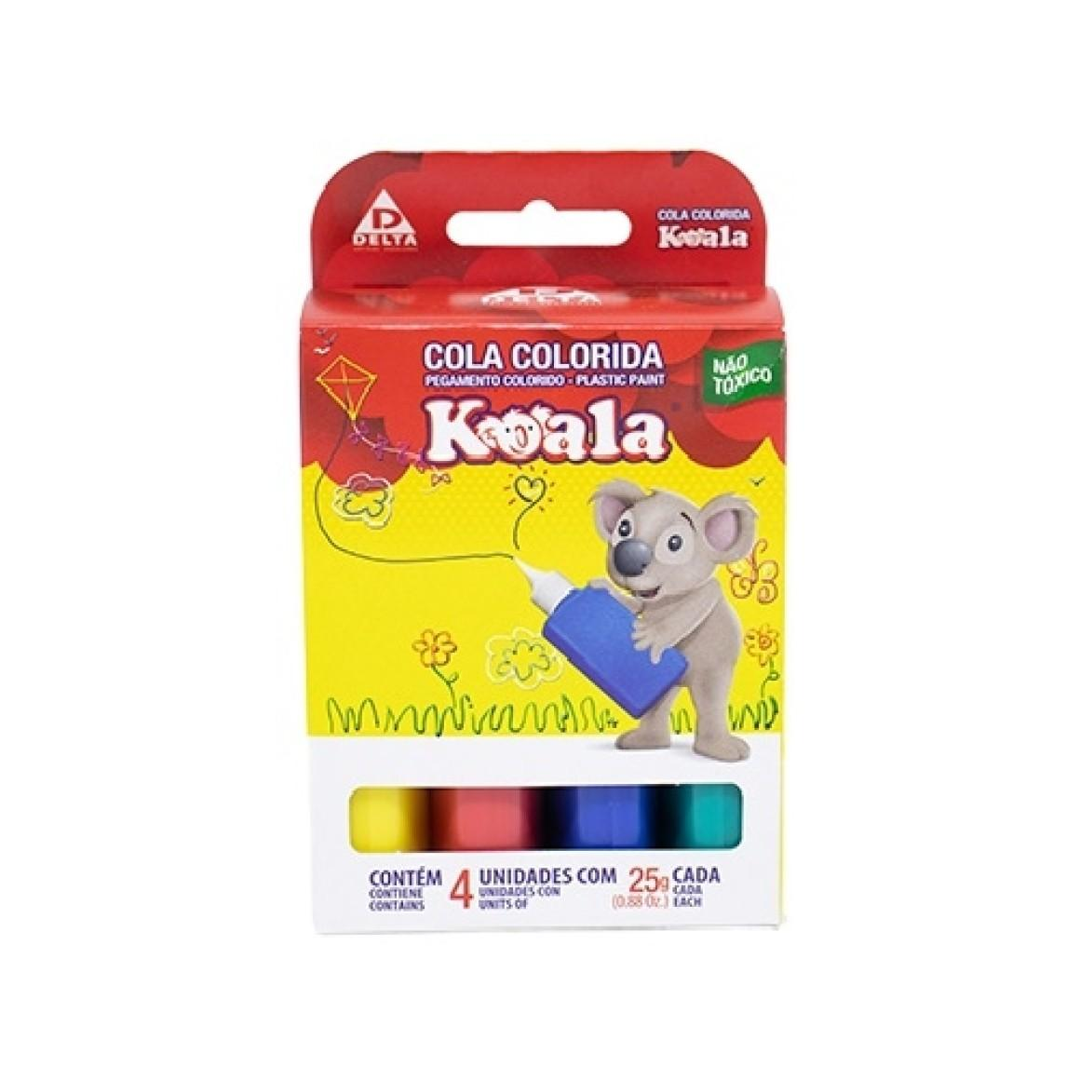 D
DELTA
COLA COLORIDA
Koala
COLA COLORIDA
PEGAMENTO COLORIDO - PLASTIC PAINT
Koala
NÃO
TÓXICO
CONTÉM 4 UNIDADES COM 25g CADA
CONTIENE UNIDADES CON (0.88 Oz.) CADA
CONTAINS UNITS OF EACH